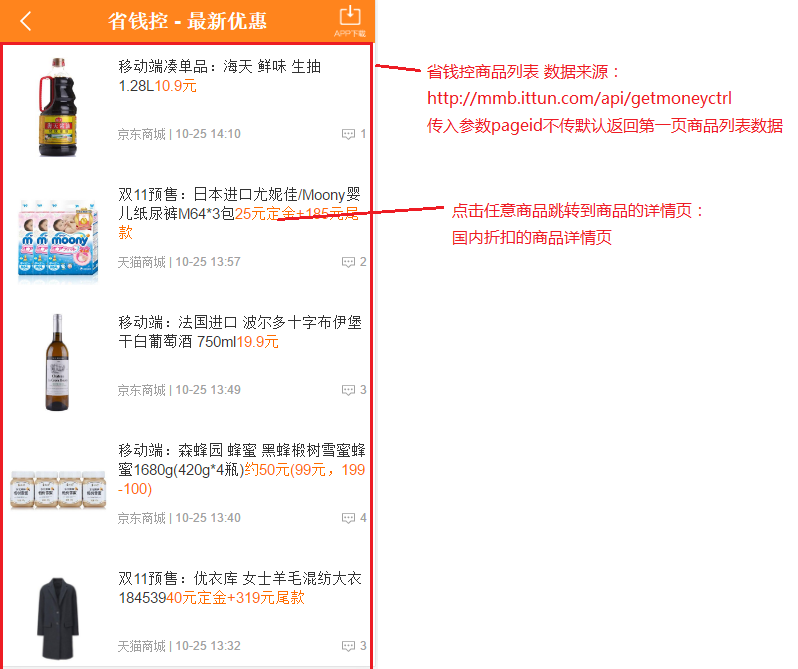 省钱控 - 最新优惠
APP下载
移动端凑单品：海天 鲜味 生抽
1.28L10.9元
京东商城 | 10-25 14:10
1
双11预售：日本进口尤妮佳/Moony婴
儿纸尿裤M64*3包25元定金+185元尾
款
天猫商城 | 10-25 13:57
2
移动端：法国进口 波尔多十字布伊堡
干白葡萄酒 750ml19.9元
京东商城 | 10-25 13:49
3
移动端：森蜂园 蜂蜜 黑蜂椴树雪蜜蜂
蜜1680g(420g*4瓶)约50元(99元，199
-100)
京东商城 | 10-25 13:40
4
双11预售：优衣库 女士羊毛混纺大衣
18453940元定金+319元尾款
天猫商城 | 10-25 13:32
3
moony
省钱控商品列表 数据来源：
http://mmb.ittun.com/api/getmoneyctrl
传入参数pageid不传默认返回第一页商品列表数据
点击任意商品跳转到商品的详情页：
国内折扣的商品详情页